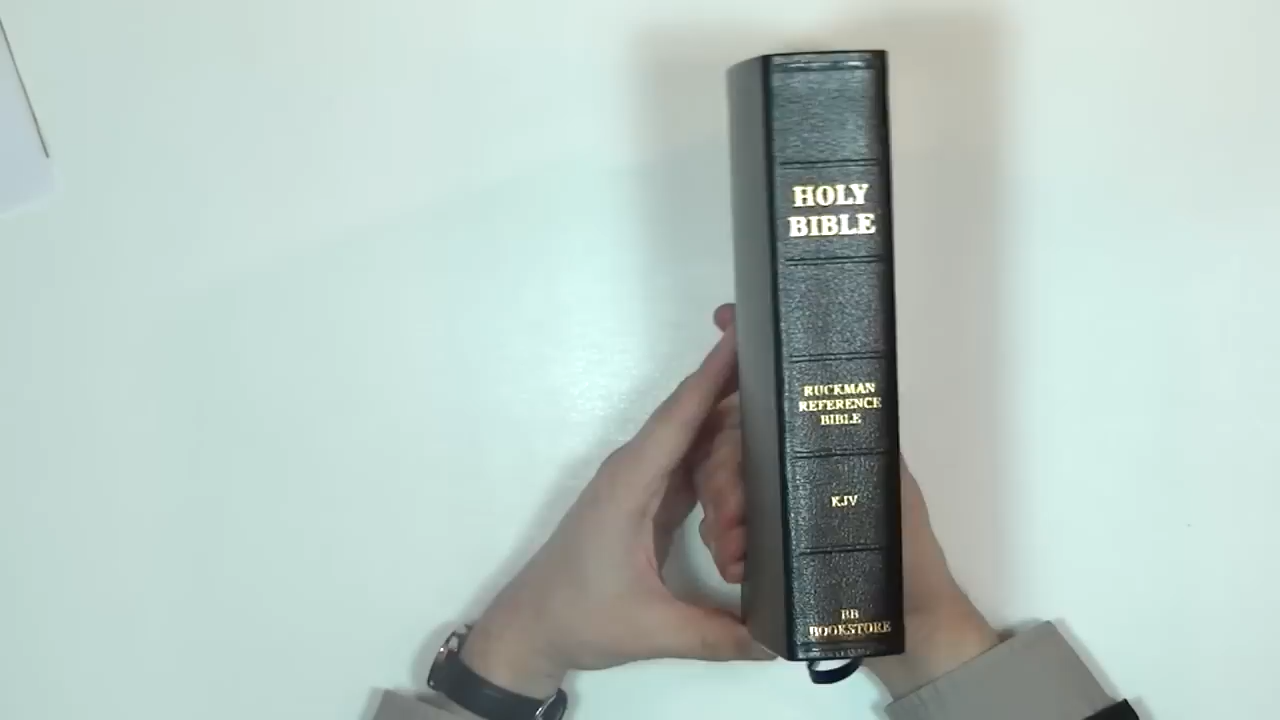 HOLY
BIBLE
RUCKMAN
REFERENCE
BIBLE
KJV
BB
BOOKSTORE